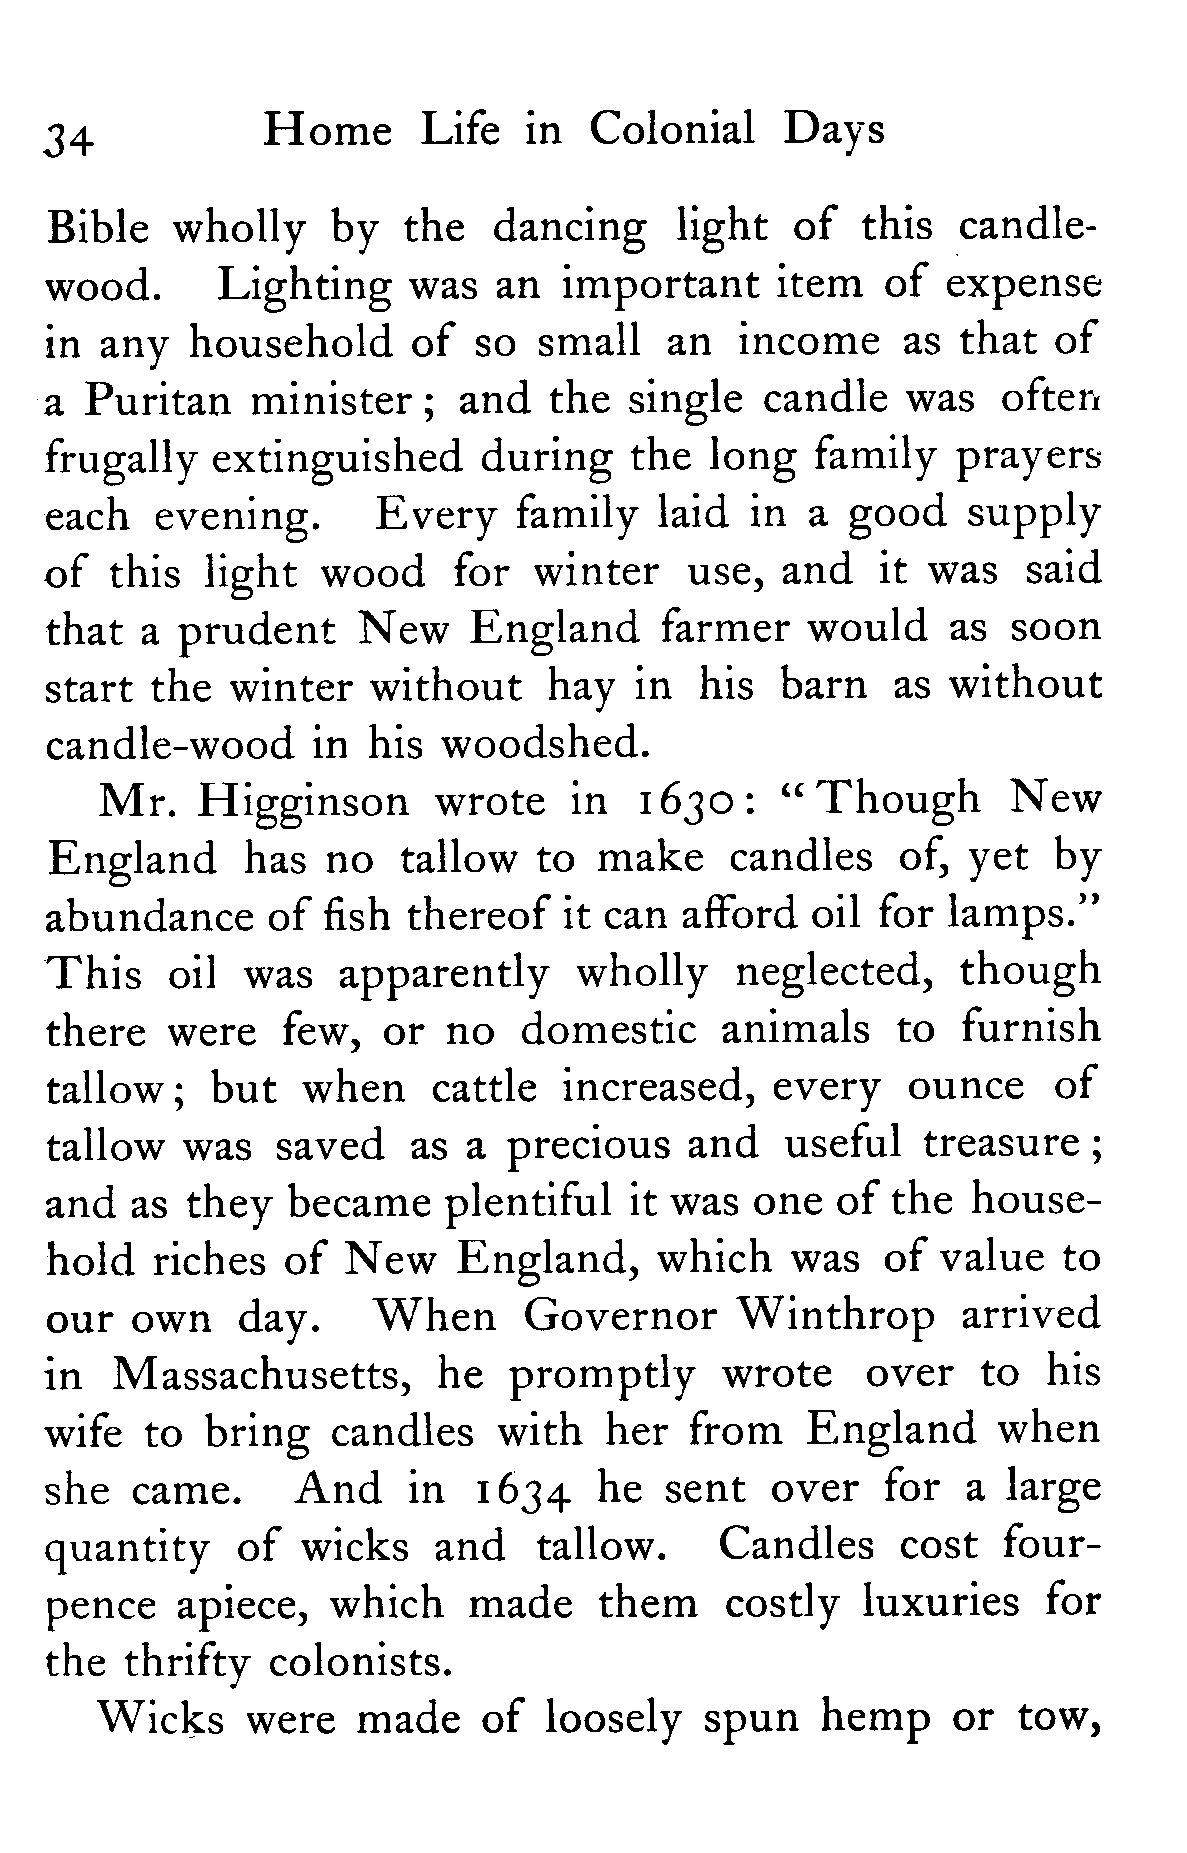 34 Home Life in Colonial Days
Bible wholly by the dancing light of this candle-
wood. Lighting was an important item of expense
in any household of so small an income as that of
a Puritan minister; and the single candle was often
frugally extinguished during the long family prayers
each evening. Every family laid in a good supply
of this light wood for winter use, and it was said
that a prudent New England farmer would as soon
start the winter without hay in his barn as without
candle-wood in his woodshed.
Mr. Higginson wrote in 1630: "Though New
England has no tallow to make candles of, yet by
abundance of fish thereof it can afford oil for lamps."
This oil was apparently wholly neglected, though
there were few, or no domestic animals to furnish
tallow; but when cattle increased, every ounce of
tallow was saved as a precious and useful treasure;
and as they became plentiful it was one of the house-
hold riches of New England, which was of value to
our own day. When Governor Winthrop arrived
in Massachusetts, he promptly wrote over to his
wife to bring candles with her from England when
she came. And in 1634 he sent over for a large
quantity of wicks and tallow. Candles cost four-
pence apiece, which made them costly luxuries for
the thrifty colonists.
Wicks were made of loosely spun hemp or tow,